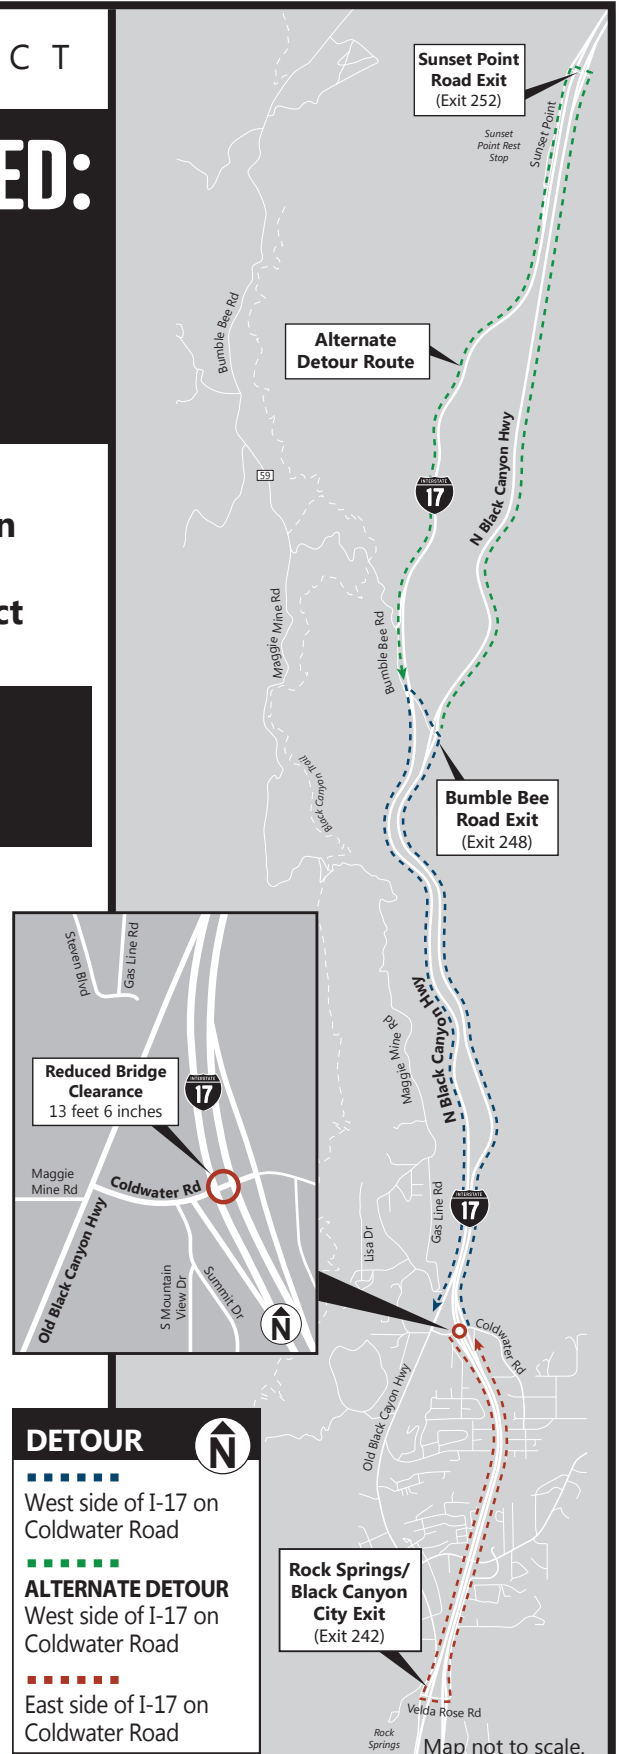 C T
ED:
n
ct
Sunset Point
Road Exit
(Exit 252)
Sunset
Point Rest
Stop
Sunset Point
Bumble Bee Rd
Alternate
Detour Route
59
INTERSTATE
17
N Black Canyon Hwy
Maggie Mine Rd
Bumble Bee Rd
Black Canyon Trail
Bumble Bee
Road Exit
(Exit 248)
Steven Blvd
Gas Line Rd
Reduced Bridge
Clearance
13 feet 6 inches
INTERSTATE
17
Maggie
Mine Rd
Coldwater Rd
Old Black Canyon Hwy
S Mountain
View Dr
Summit Dr
N
N Black Canyon Hwy
Maggie Mine Rd
Gas Line Rd
Lisa Dr
INTERSTATE
17
Coldwater Rd
Old Black Cayon Hwy
DETOUR
N
West side of I-17 on
Coldwater Road
ALTERNATE DETOUR
West side of I-17 on
Coldwater Road
East side of I-17 on
Coldwater Road
Rock Springs/
Black Canyon
City Exit
(Exit 242)
Velda Rose Rd
Rock
Springs
Map not to scale.